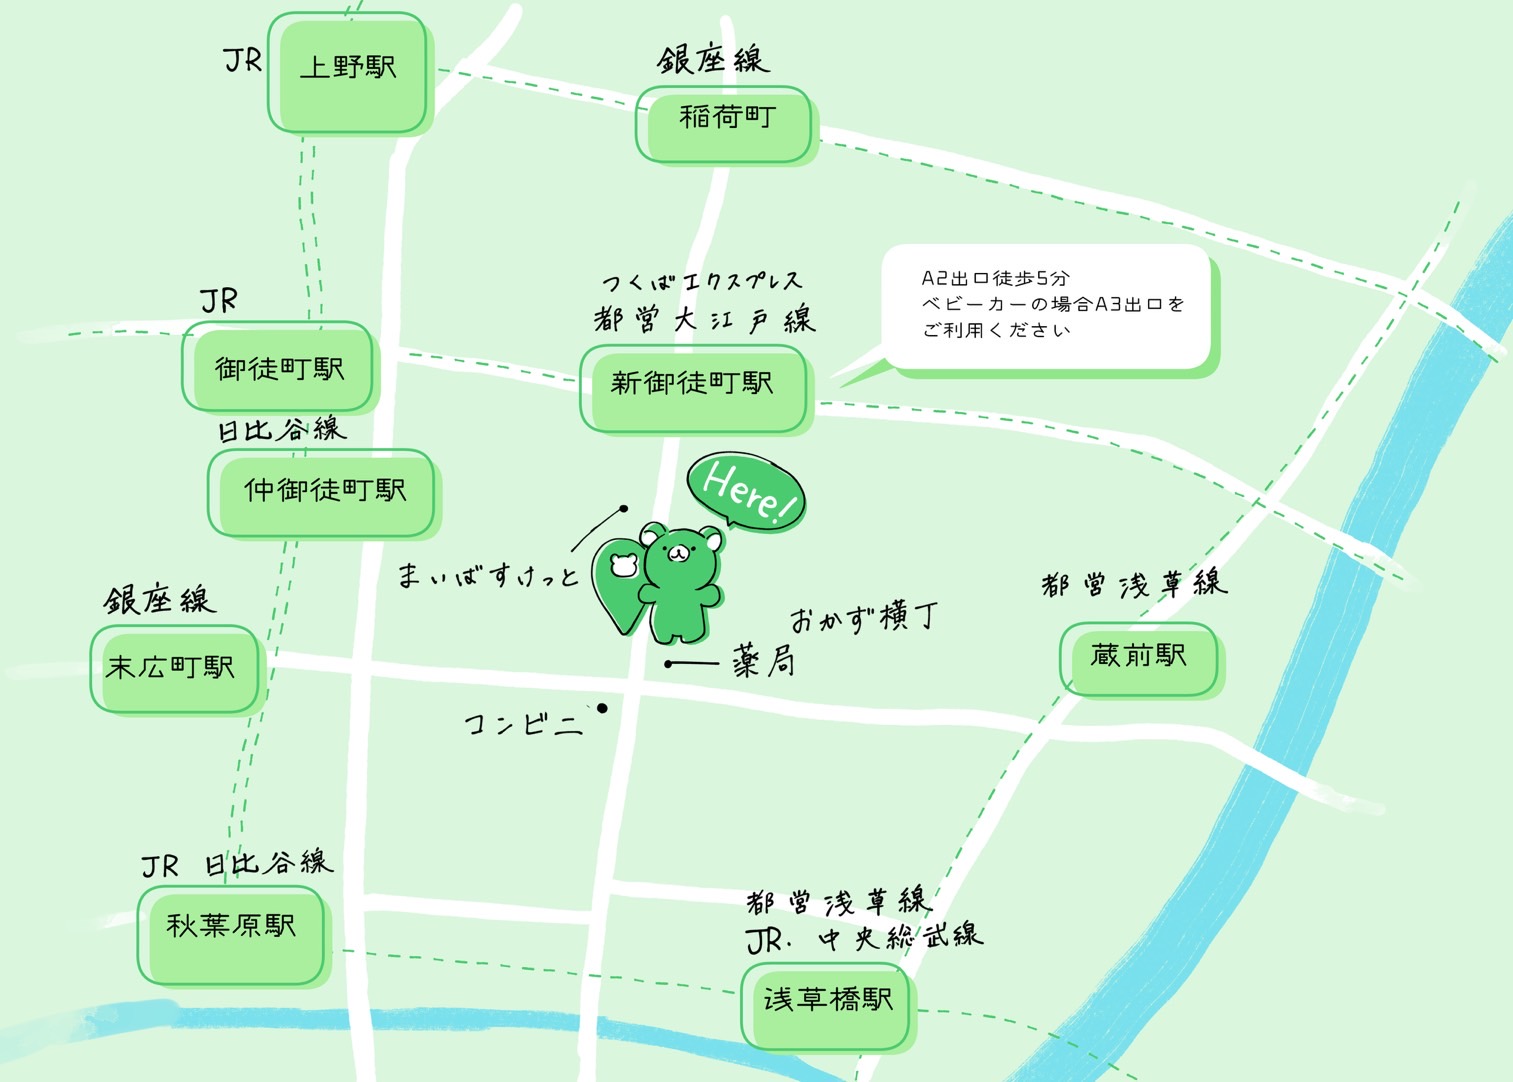 JR
上野駅
銀座線
稲荷町
つくばエクスプレス
都営大江戸線
新御徒町駅
A2出口徒歩5分
ベビーカーの場合A3出口を
ご利用ください
JR
御徒町駅
日比谷線
仲御徒町駅
Here!
まいばすけっと
銀座線
末広町駅
おかず横丁
薬局
コンビニ
都営浅草線
蔵前駅
JR 日比谷線
秋葉原駅
都営浅草線
JR・中央総武線
浅草橋駅